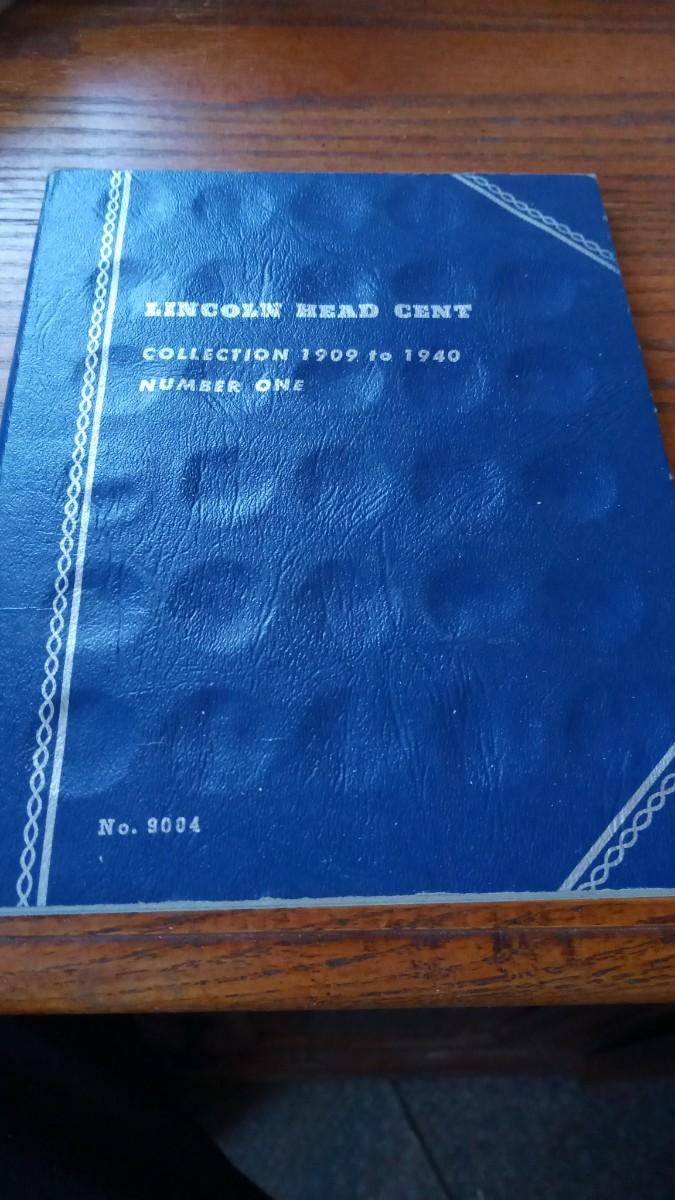 LINCOLN HEAD CENT
COLLECTION 1909 to 1940
NUMBER ONE
No. 9004